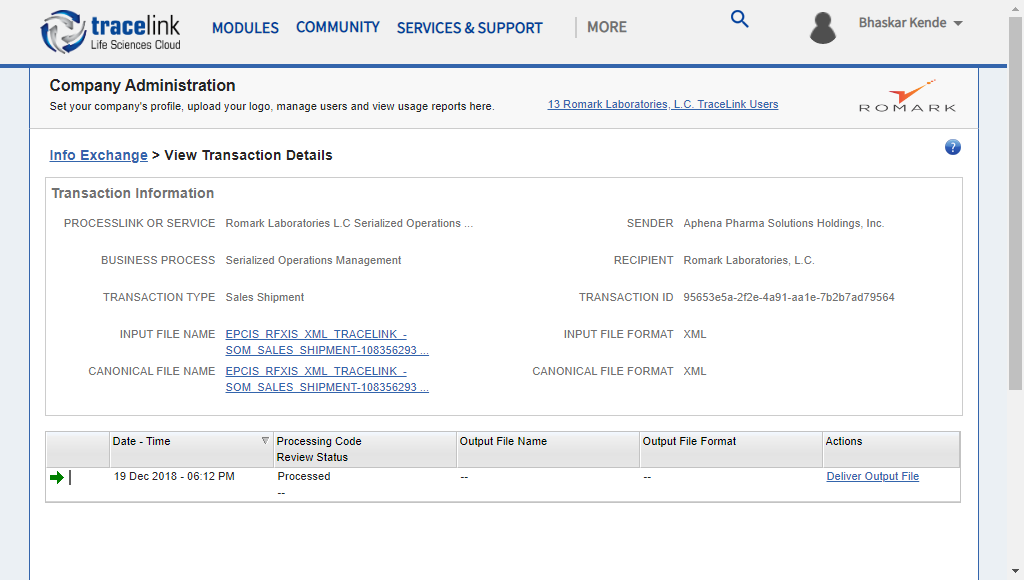 tracelink
Life Sciences Cloud
MODULES COMMUNITY SERVICES & SUPPORT MORE
Bhaskar Kende
Company Administration
Set your company's profile, upload your logo, manage users and view usage reports here.
13 Romark Laboratories, L.C. TraceLink Users
ROMARK
Info Exchange > View Transaction Details
?
Transaction Information
PROCESSLINK OR SERVICE Romark Laboratories L.C Serialized Operations ...
SENDER Aphena Pharma Solutions Holdings, Inc.
BUSINESS PROCESS Serialized Operations Management
RECIPIENT Romark Laboratories, L.C.
TRANSACTION TYPE Sales Shipment
TRANSACTION ID 95653e5a-2f2e-4a91-aa1e-7b2b7ad79564
INPUT FILE NAME EPCIS_RFXIS_XML_TRACELINK_-
SOM_SALES_SHIPMENT-108356293 ...
INPUT FILE FORMAT XML
CANONICAL FILE NAME EPCIS_RFXIS_XML_TRACELINK_-
SOM_SALES_SHIPMENT-108356293 ...
CANONICAL FILE FORMAT XML
Date - Time Processing Code Output File Name Output File Format Actions
Review Status
19 Dec 2018 - 06:12 PM Processed -- -- Deliver Output File
--